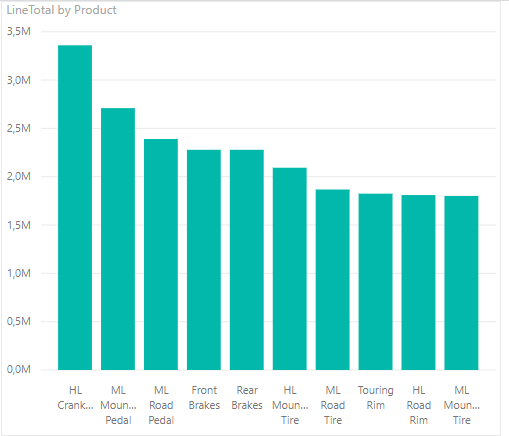 LineTotal by Product
3,5M
3,0M
2,5M
2,0M
1,5M
1,0M
0,5M
0,0M
HL
Crank...
ML
Moun...
Pedal
ML
Road
Pedal
Front
Brakes
Rear
Brakes
HL
Moun...
Tire
ML
Road
Tire
Touring
Rim
HL
Road
Rim
ML
Moun...
Tire